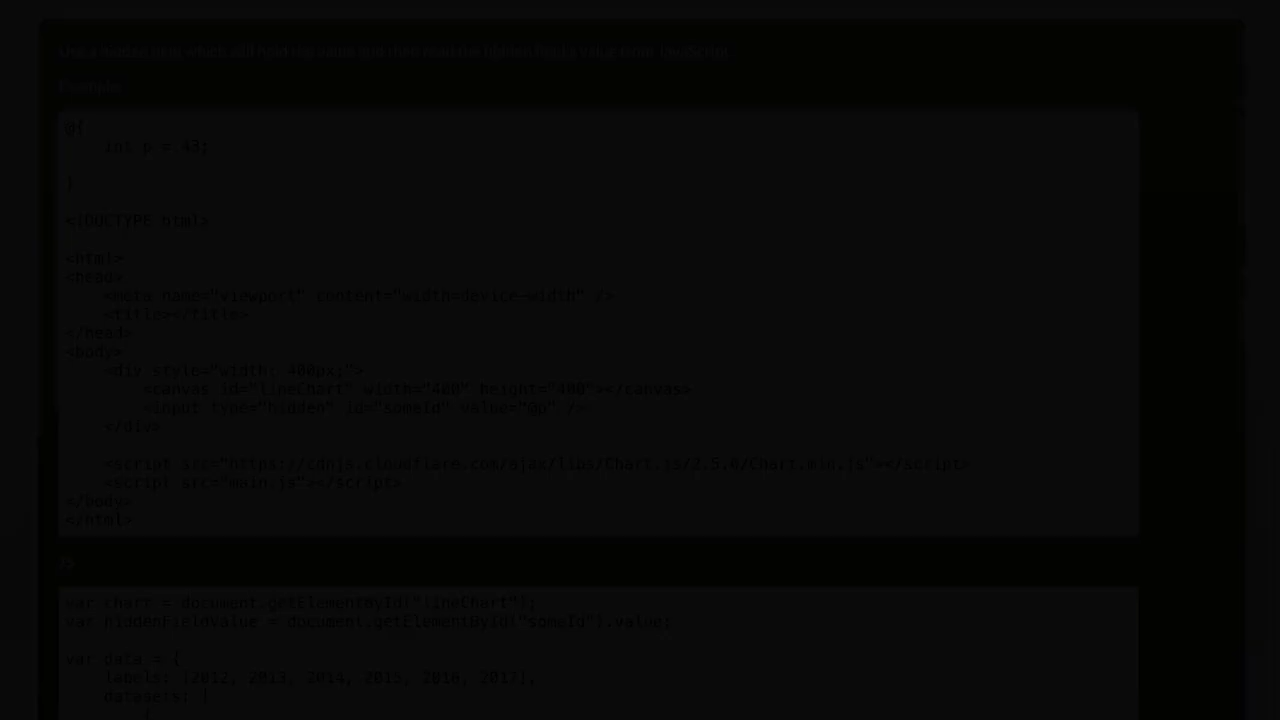 Use a hidden input which will hold the value and then read the hidden field's value from JavaScript.
Example:
@{
    int p = 43;
}
<!DOCTYPE html>
<html>
<head>
    <meta name="viewport" content="width=device-width" />
    <title></title>
</head>
<body>
    <div style="width: 400px;">
        <canvas id="lineChart" width="400" height="400"></canvas>
        <input type="hidden" id="someId" value="@p" />
    </div>
    <script src="https://cdnjs.cloudflare.com/ajax/libs/Chart.js/2.5.0/Chart.min.js"></script>
    <script src="main.js"></script>
</body>
</html>
JS
var chart = document.getElementById("lineChart");
var hiddenFieldValue = document.getElementById("someId").value;
var data = {
    labels: [2012, 2013, 2014, 2015, 2016, 2017],
    datasets: [
        {